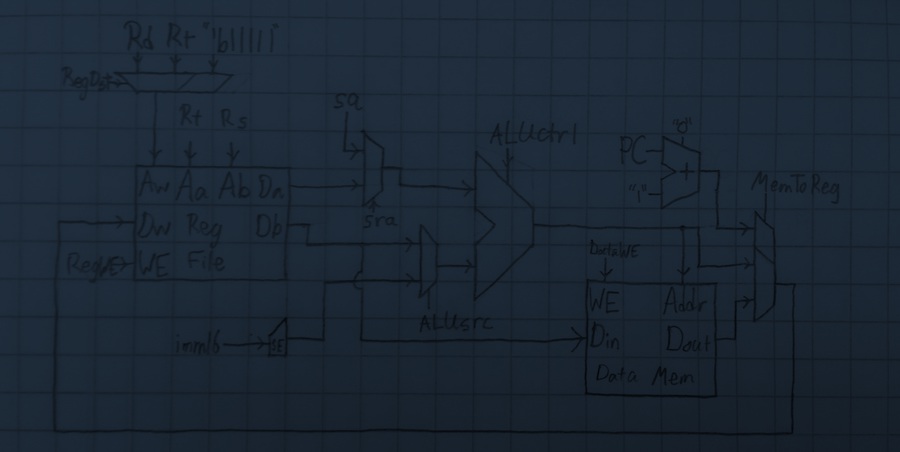 Rd Rt "'b11111"
RegDst
Rt Rs
Aw Aa Ab Da
Dw Reg Db
WE File
sa
sra
ALUctrl
ALUsrc
imm16
SE
PC
"0"
"1"
+
MemToReg
DataWE
WE Addr
Din Dout
Data Mem